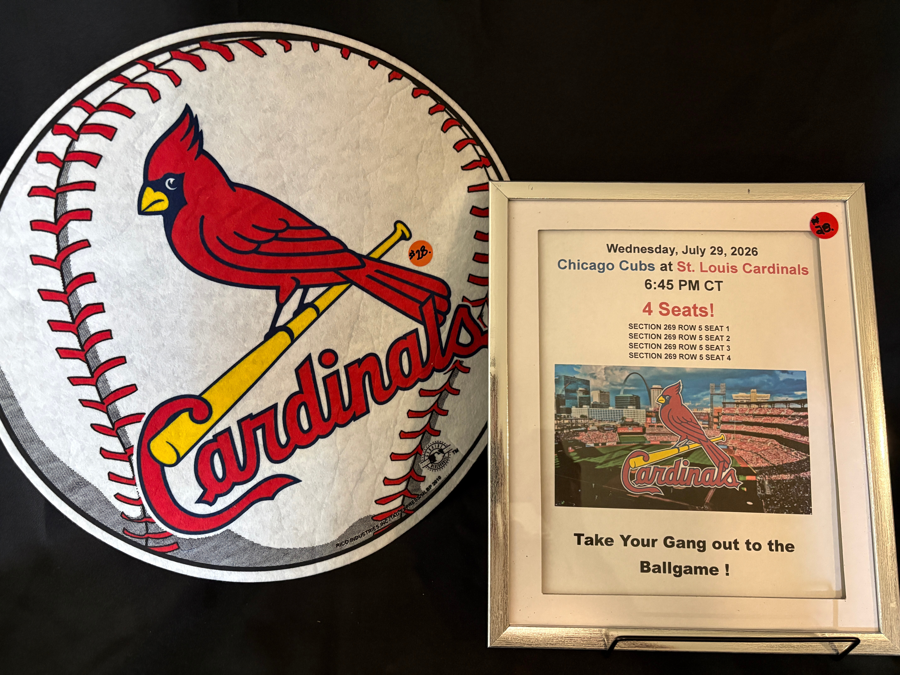 $28.
Cardinals
Wednesday, July 29, 2026
Chicago Cubs at St. Louis Cardinals
6:45 PM CT
4 Seats!
SECTION 269 ROW 5 SEAT 1
SECTION 269 ROW 5 SEAT 2
SECTION 269 ROW 5 SEAT 3
SECTION 269 ROW 5 SEAT 4
Cardinals
Take Your Gang out to the
Ballgame !